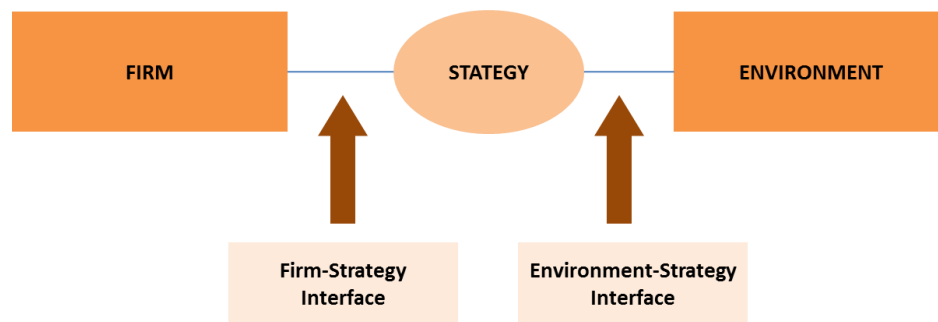 FIRM
STATEGY
ENVIRONMENT
Firm-Strategy
Interface
Environment-Strategy
Interface